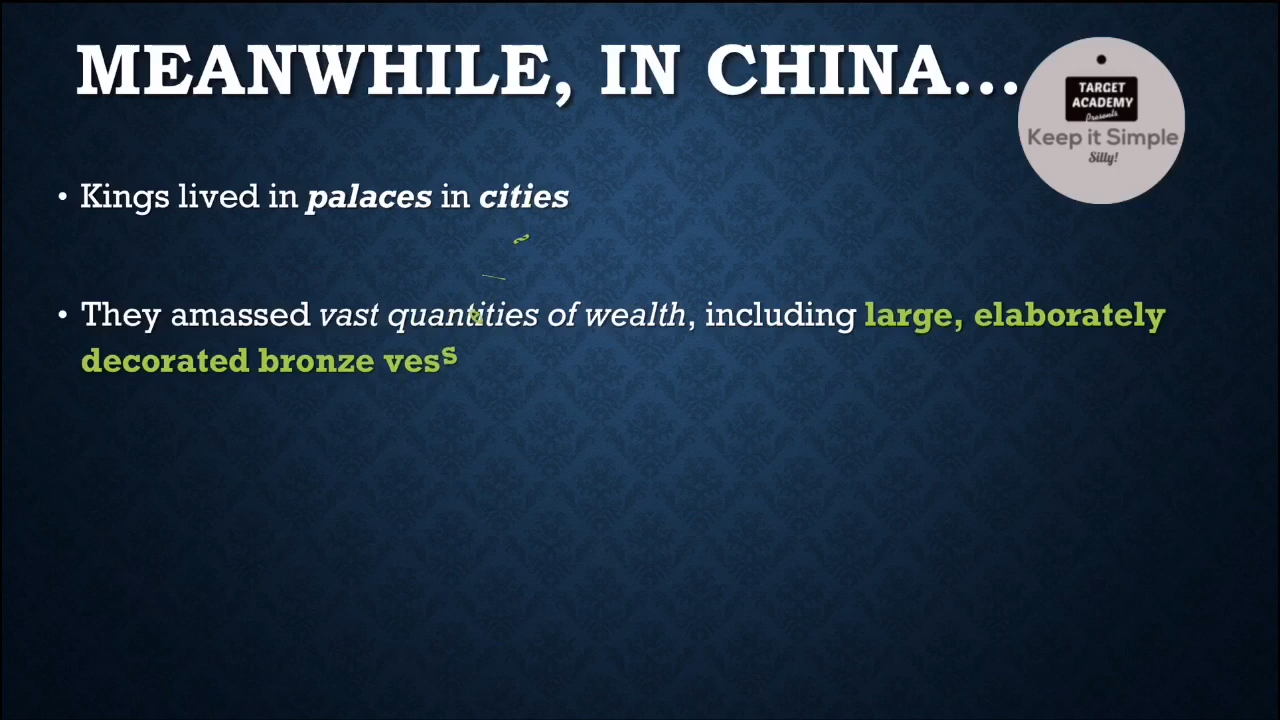 MEANWHILE, IN CHINA...
TARGET
ACADEMY
Presents
Keep it Simple
Silly!
• Kings lived in palaces in cities
• They amassed vast quantities of wealth, including large, elaborately
decorated bronze vess